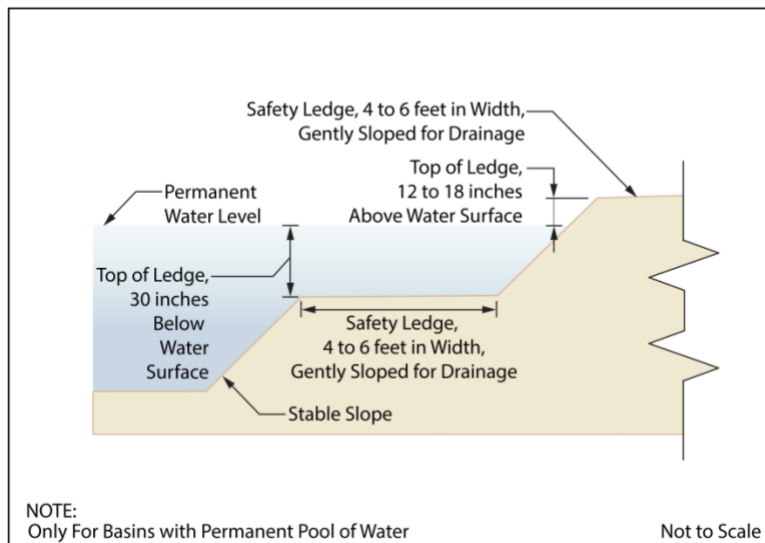 Safety Ledge, 4 to 6 feet in Width,
Gently Sloped for Drainage
Top of Ledge,
12 to 18 inches
Above Water Surface
Permanent
Water Level
Top of Ledge,
30 inches
Below
Water
Surface
Safety Ledge,
4 to 6 feet in Width,
Gently Sloped for Drainage
Stable Slope
NOTE:
Only For Basins with Permanent Pool of Water
Not to Scale